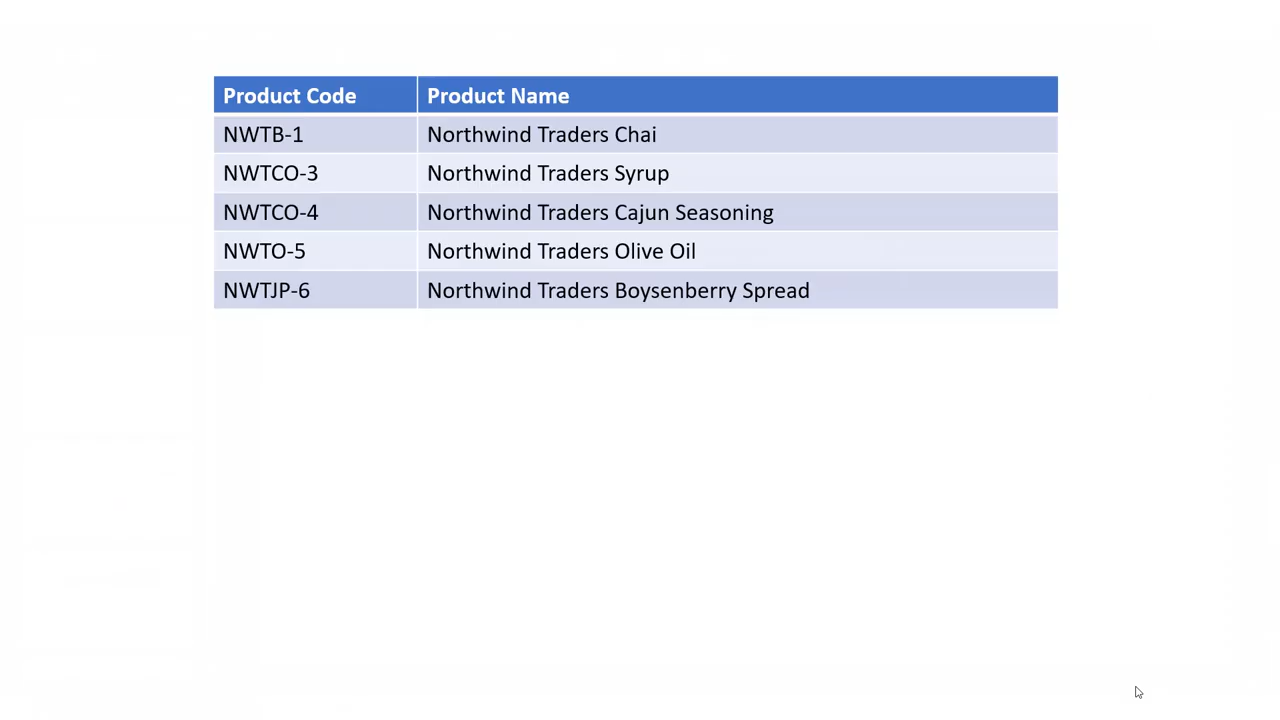 Product Code Product Name
NWTB-1 Northwind Traders Chai
NWTCO-3 Northwind Traders Syrup
NWTCO-4 Northwind Traders Cajun Seasoning
NWTO-5 Northwind Traders Olive Oil
NWTJP-6 Northwind Traders Boysenberry Spread